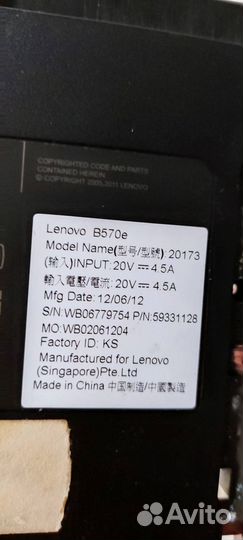 COPYRIGHTED CODE AND PARTS
CONTAINED HEREIN
© COPYRIGHT 2005,2011 LENOVO
Lenovo B570e
Model Name(型号/型號):20173
(輸入)INPUT: 20V ⎓ 4.5A
輸入電壓/電流: 20V ⎓ 4.5A
Mfg Date: 12/06/12
S/N:WB06779754 P/N:59331128
MO:WB02061204
Factory ID: KS
Manufactured for Lenovo
(Singapore)Pte.Ltd
Made in China 中国制造/中國製造
Avito